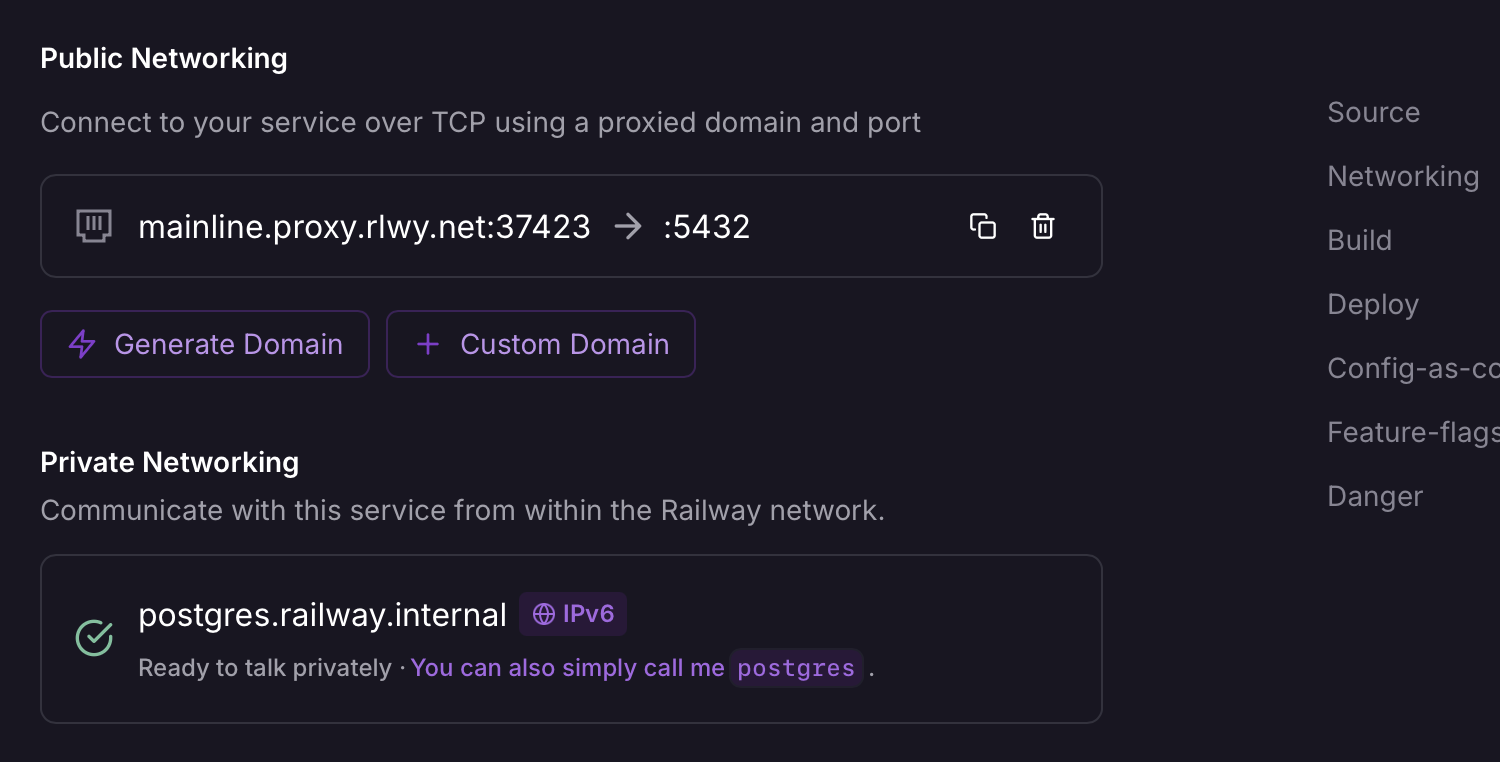 Public Networking
Connect to your service over TCP using a proxied domain and port
mainline.proxy.rlwy.net:37423 → :5432
Generate Domain
Custom Domain
Private Networking
Communicate with this service from within the Railway network.
postgres.railway.internal IPv6
Ready to talk privately · You can also simply call me postgres .
Source
Networking
Build
Deploy
Config-as-co
Feature-flags
Danger